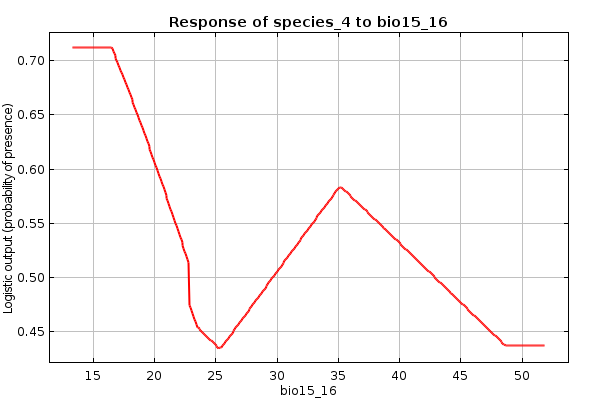 Response of species_4 to bio15_16
Logistic output (probability of presence)
0.70
0.65
0.60
0.55
0.50
0.45
15 20 25 30 35 40 45 50
bio15_16